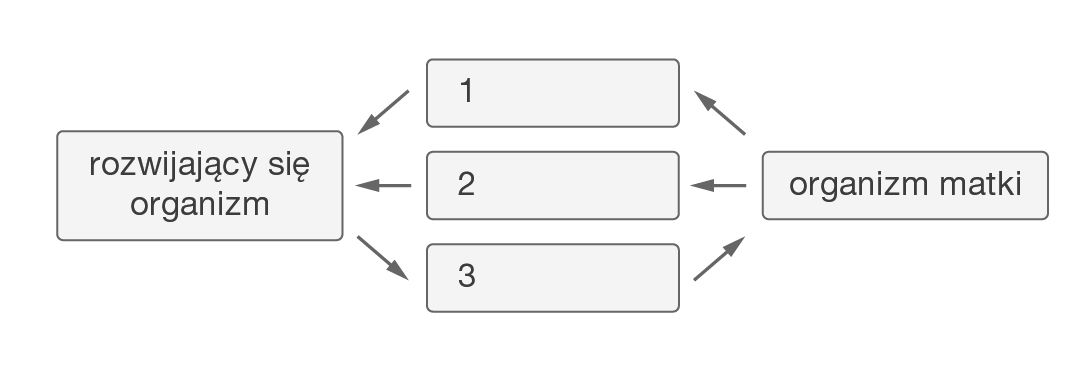 1
rozwijający się
organizm
2
organizm matki
3